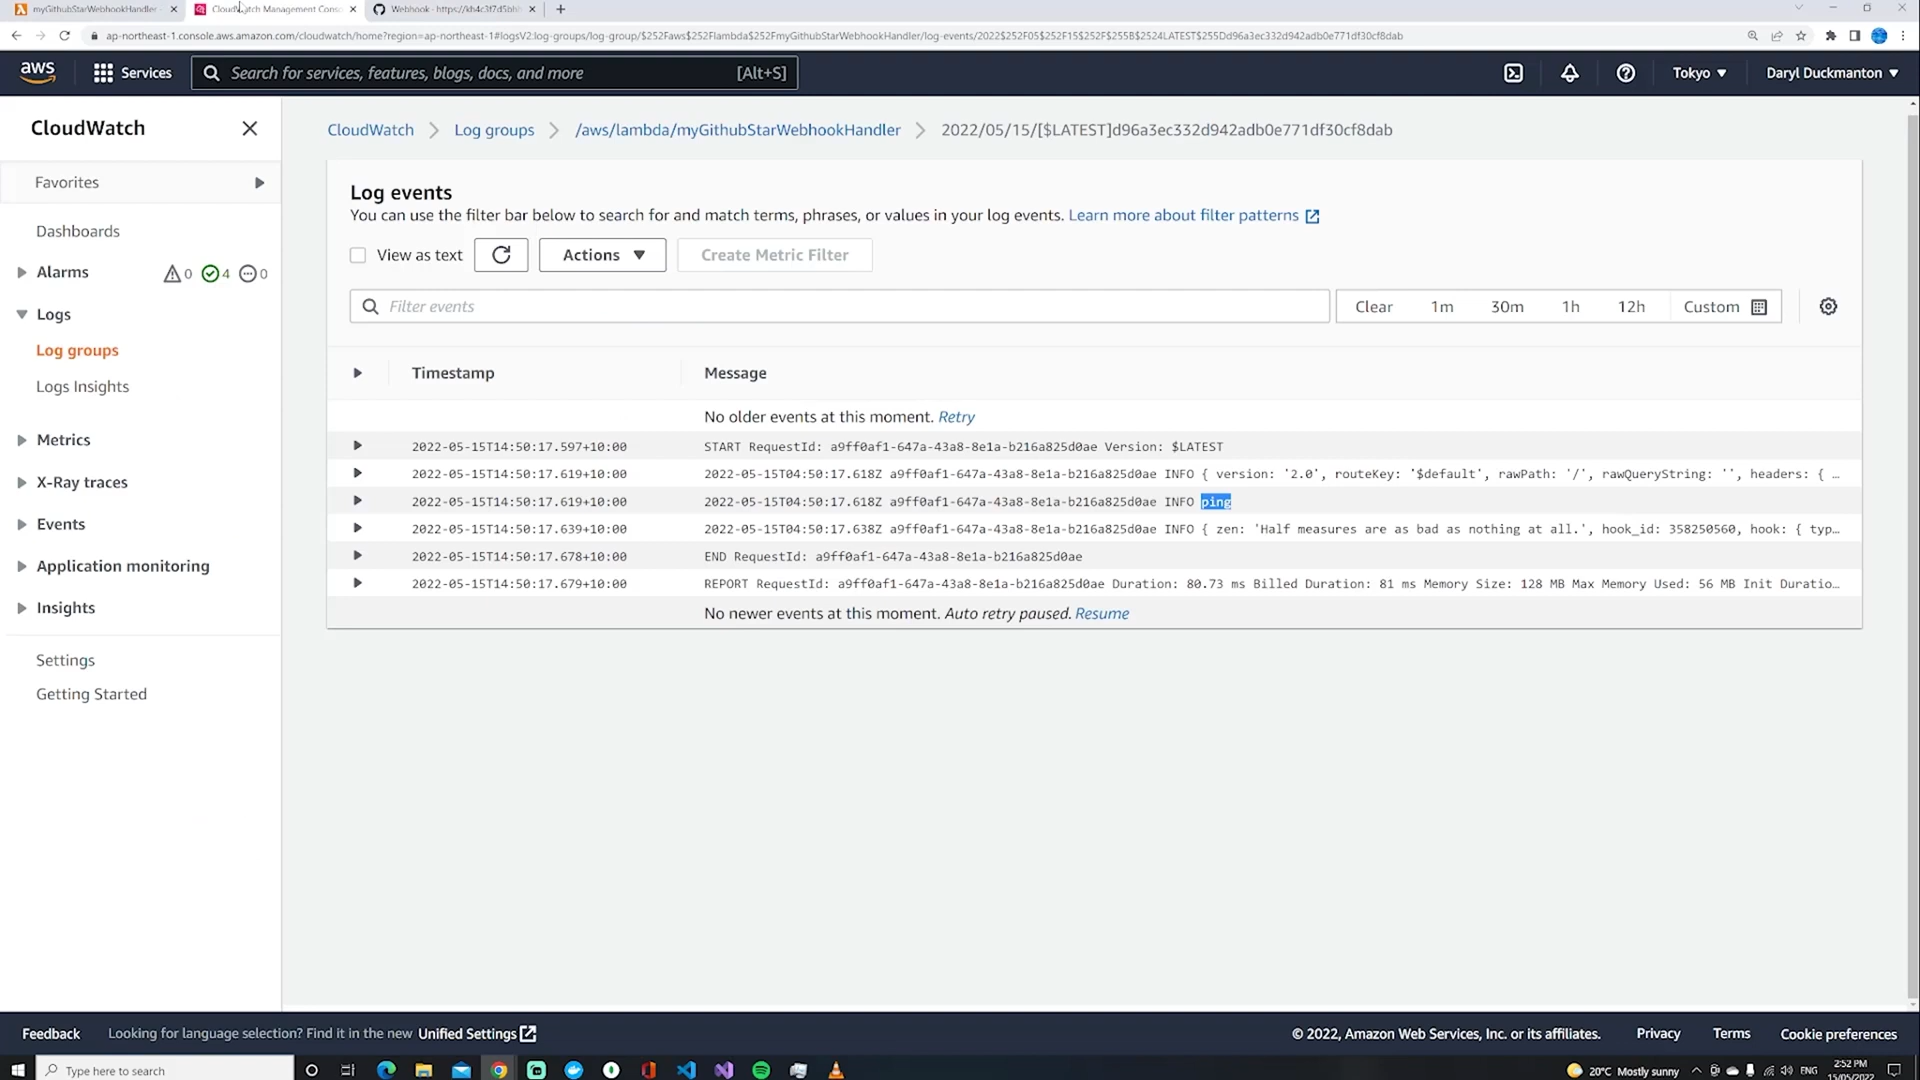 myGithubStarWebhookHandler
CloudWatch Management Conso
Webhook · https://kh4c3f7d5bhh
ap-northeast-1.console.aws.amazon.com/cloudwatch/home?region=ap-northeast-1#logsV2:log-groups/log-group/$252Faws$252Flambda$252FmyGithubStarWebhookHandler/log-events/2022$252F05$252F15$252F$255B$2524LATEST$255Dd96a3ec332d942adb0e771df30cf8dab
aws
Services
Search for services, features, blogs, docs, and more
[Alt+S]
Tokyo
Daryl Duckmanton
CloudWatch
Favorites
Dashboards
Alarms
0
4
0
Logs
Log groups
Logs Insights
Metrics
X-Ray traces
Events
Application monitoring
Insights
Settings
Getting Started
CloudWatch
Log groups
/aws/lambda/myGithubStarWebhookHandler
2022/05/15/[$LATEST]d96a3ec332d942adb0e771df30cf8dab
Log events
You can use the filter bar below to search for and match terms, phrases, or values in your log events. Learn more about filter patterns
View as text
Actions
Create Metric Filter
Filter events
Clear
1m
30m
1h
12h
Custom
Timestamp
Message
No older events at this moment. Retry
2022-05-15T14:50:17.597+10:00 START RequestId: a9ff0af1-647a-43a8-8e1a-b216a825d0ae Version: $LATEST
2022-05-15T14:50:17.619+10:00 2022-05-15T04:50:17.618Z a9ff0af1-647a-43a8-8e1a-b216a825d0ae INFO { version: '2.0', routeKey: '$default', rawPath: '/', rawQueryString: '', headers: { …
2022-05-15T14:50:17.619+10:00 2022-05-15T04:50:17.618Z a9ff0af1-647a-43a8-8e1a-b216a825d0ae INFO ping
2022-05-15T14:50:17.639+10:00 2022-05-15T04:50:17.638Z a9ff0af1-647a-43a8-8e1a-b216a825d0ae INFO { zen: 'Half measures are as bad as nothing at all.', hook_id: 358250560, hook: { typ…
2022-05-15T14:50:17.678+10:00 END RequestId: a9ff0af1-647a-43a8-8e1a-b216a825d0ae
2022-05-15T14:50:17.679+10:00 REPORT RequestId: a9ff0af1-647a-43a8-8e1a-b216a825d0ae Duration: 80.73 ms Billed Duration: 81 ms Memory Size: 128 MB Max Memory Used: 56 MB Init Duratio…
No newer events at this moment. Auto retry paused. Resume
Feedback
Looking for language selection? Find it in the new Unified Settings
© 2022, Amazon Web Services, Inc. or its affiliates.
Privacy
Terms
Cookie preferences
Type here to search
20°C Mostly sunny
ENG
2:52 PM
15/05/2022